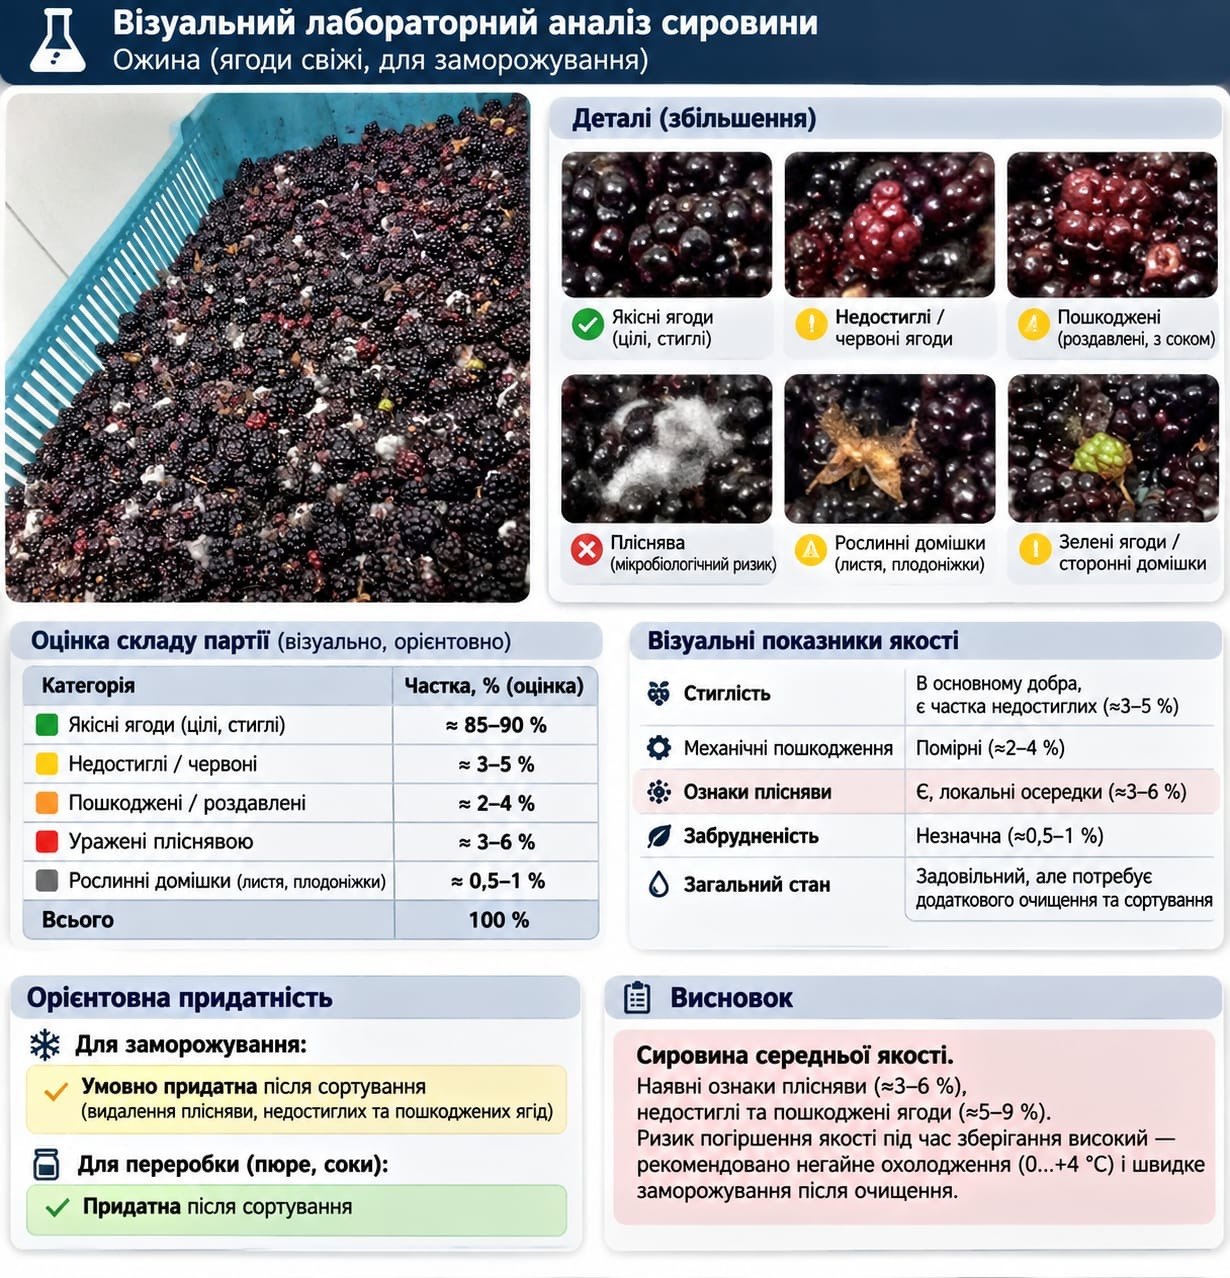 Візуальний лабораторний аналіз сировини
Ожина (ягоди свіжі, для заморожування)
Деталі (збільшення)
Якісні ягоди
(цілі, стиглі)
Недостиглі /
червоні ягоди
Пошкоджені
(роздавлені, з соком)
Пліснява
(мікробіологічний ризик)
Рослинні домішки
(листя, плодоніжки)
Зелені ягоди /
сторонні домішки
Оцінка складу партії (візуально, орієнтовно)
Категорія Частка, % (оцінка)
Якісні ягоди (цілі, стиглі) ≈ 85–90 %
Недостиглі / червоні ≈ 3–5 %
Пошкоджені / роздавлені ≈ 2–4 %
Уражені пліснявою ≈ 3–6 %
Рослинні домішки (листя, плодоніжки) ≈ 0,5–1 %
Всього 100 %
Візуальні показники якості
Стиглість
В основному добра,
є частка недостиглих (≈3–5 %)
Механічні пошкодження Помірні (≈2–4 %)
Ознаки плісняви Є, локальні осередки (≈3–6 %)
Забрудненість Незначна (≈0,5–1 %)
Загальний стан
Задовільний, але потребує
додаткового очищення та сортування
Орієнтовна придатність
Для заморожування:
Умовно придатна після сортування
(видалення плісняви, недостиглих та пошкоджених ягід)
Для переробки (пюре, соки):
Придатна після сортування
Висновок
Сировина середньої якості.
Наявні ознаки плісняви (≈3–6 %),
недостиглі та пошкоджені ягоди (≈5–9 %).
Ризик погіршення якості під час зберігання високий —
рекомендовано негайне охолодження (0...+4 °C) і швидке
заморожування після очищення.